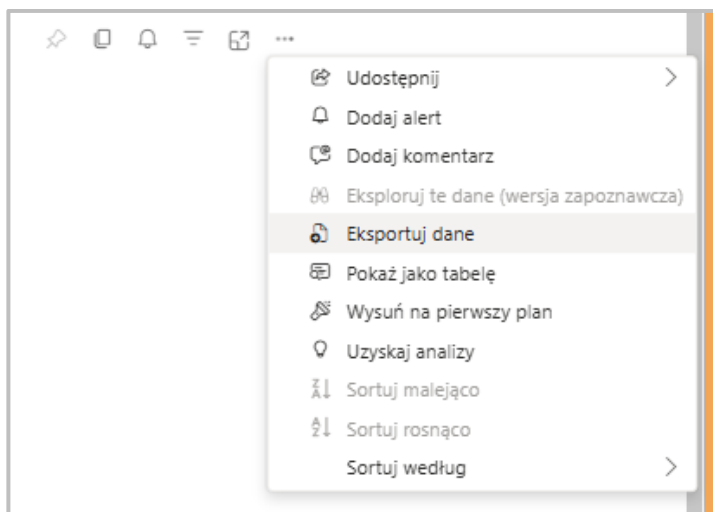 Udostępnij
Dodaj alert
Dodaj komentarz
Eksploruj te dane (wersja zapoznawcza)
Eksportuj dane
Pokaż jako tabelę
Wysuń na pierwszy plan
Uzyskaj analizy
Sortuj malejąco
Sortuj rosnąco
Sortuj według